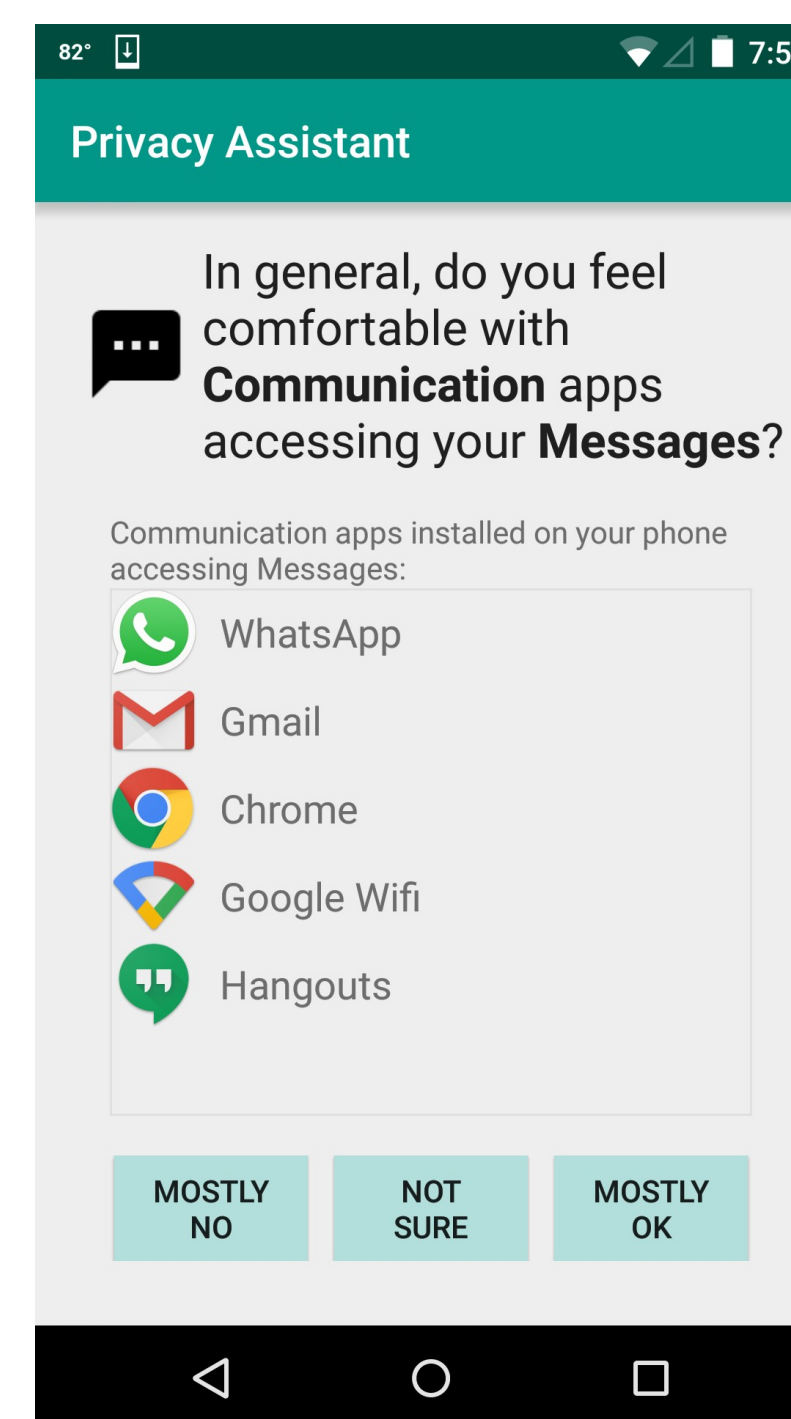 82°
7:5
Privacy Assistant
In general, do you feel
comfortable with
Communication apps
accessing your Messages?
Communication apps installed on your phone
accessing Messages:
WhatsApp
Gmail
Chrome
Google Wifi
Hangouts
MOSTLY
NO
NOT
SURE
MOSTLY
OK